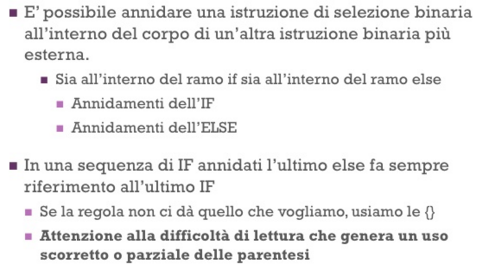 E' possibile annidare una istruzione di selezione binaria
all'interno del corpo di un'altra istruzione binaria più
esterna.
Sia all'interno del ramo if sia all'interno del ramo else
Annidamenti dell'IF
Annidamenti dell'ELSE
In una sequenza di IF annidati l'ultimo else fa sempre
riferimento all'ultimo IF
Se la regola non ci dà quello che vogliamo, usiamo le {}
Attenzione alla difficoltà di lettura che genera un uso
scorretto o parziale delle parentesi